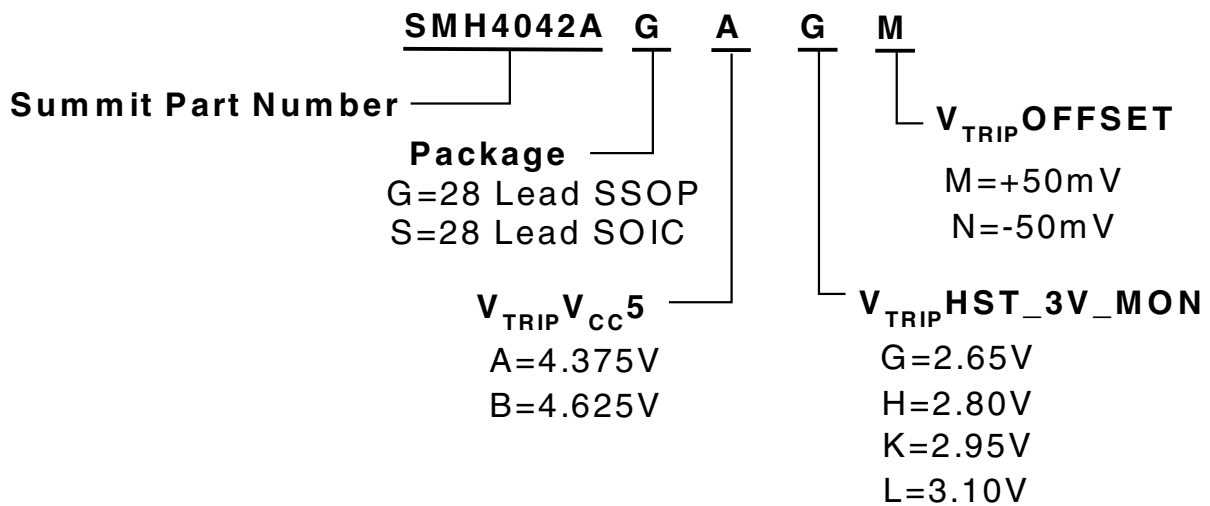 SMH4042A G A G M
Summit Part Number
Package
G=28 Lead SSOP
S=28 Lead SOIC
VTRIPVCC5
A=4.375V
B=4.625V
VTRIPOFFSET
M=+50mV
N=-50mV
VTRIPHST_3V_MON
G=2.65V
H=2.80V
K=2.95V
L=3.10V